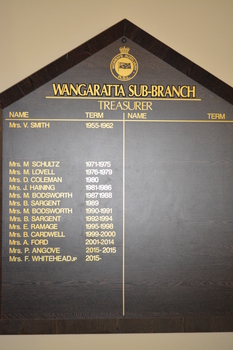 WANGARATTA SUB-BRANCH
TREASURER
NAME TERM NAME TERM
Mrs. V. SMITH 1955-1962
Mrs. M SCHULTZ 1971-1975
Mrs. M. LOVELL 1976-1979
Mrs. D. COLEMAN 1980
Mrs. J. HAINING 1981-1986
Mrs. M. BODSWORTH 1987-1988
Mrs. B. SARGENT 1989
Mrs. M. BODSWORTH 1990-1991
Mrs. B. SARGENT 1992-1994
Mrs. E. RAMAGE 1995-1998
Mrs. B. CARDWELL 1999-2000
Mrs. A. FORD 2001-2014
Mrs. P. ANGOVE 2015-2015
Mrs. F. WHITEHEAD JP 2015-